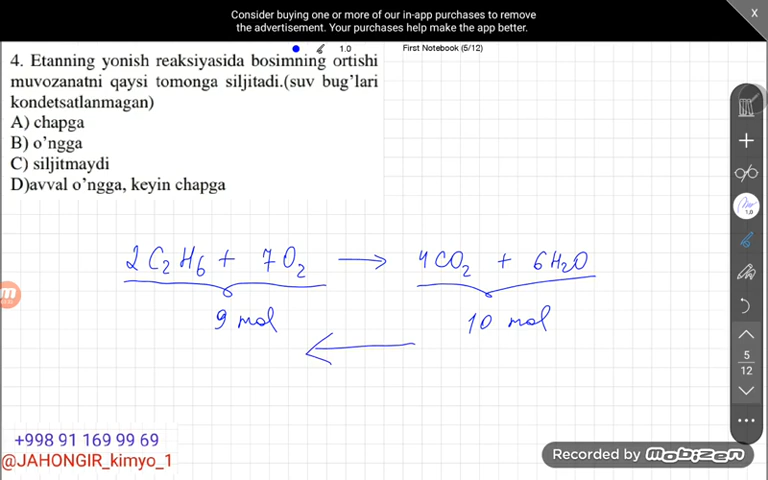 Consider buying one or more of our in-app purchases to remove
the advertisement. Your purchases help make the app better.
X
1.0
First Notebook (5/12)
4. Etanning yonish reaksiyasida bosimning ortishi
muvozanatni qaysi tomonga siljitadi.(suv bug'lari
kondetsatlanmagan)
A) chapga
B) o'ngga
C) siljitmaydi
D)avval o'ngga, keyin chapga
2C₂H₆ + 7O₂ → 4CO₂ + 6H₂O
9 mol 10 mol
1.0
5
12
+998 91 169 99 69
@JAHONGIR_kimyo_1
Recorded by MOBIZEN